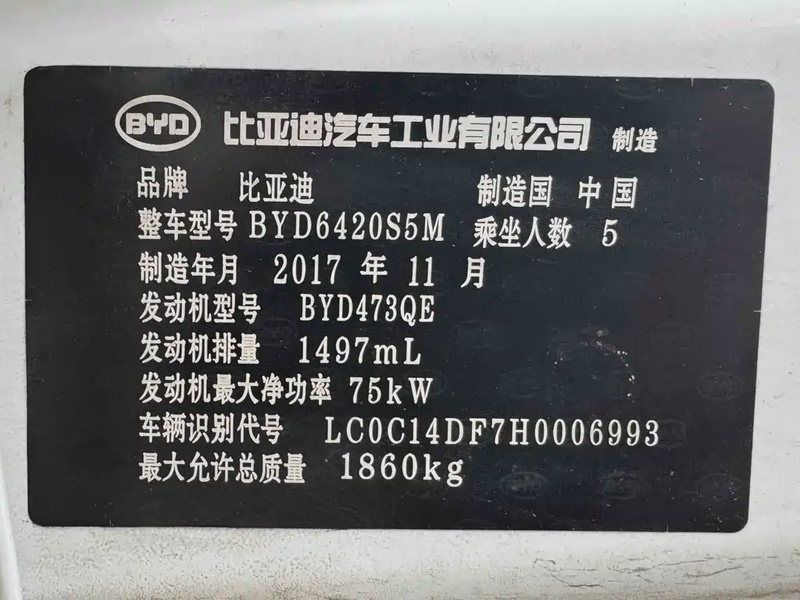 BYD 比亚迪汽车工业有限公司 制造
品牌 比亚迪 制造国 中国
整车型号 BYD6420S5M 乘坐人数 5
制造年月 2017 年 11 月
发动机型号 BYD473QE
发动机排量 1497mL
发动机最大净功率 75kW
车辆识别代号 LC0C14DF7H0006993
最大允许总质量 1860kg